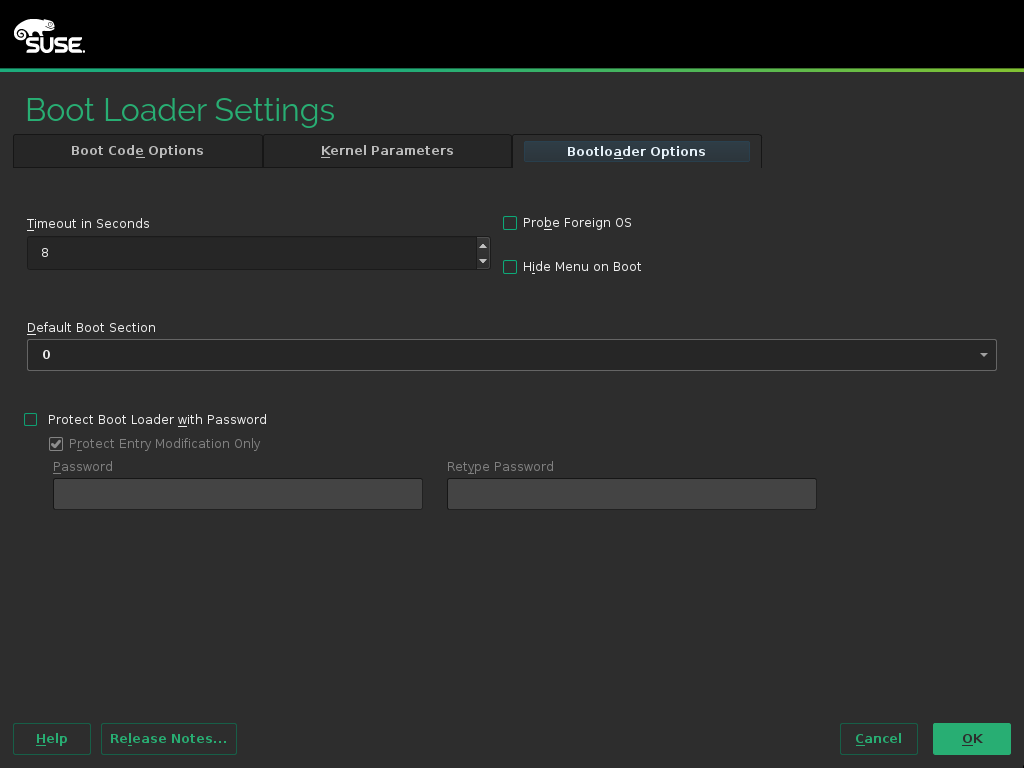 SUSE.
Boot Loader Settings
Boot Code Options
Kernel Parameters
Bootloader Options
Timeout in Seconds
8
Probe Foreign OS
Hide Menu on Boot
Default Boot Section
0
Protect Boot Loader with Password
Protect Entry Modification Only
Password
Retype Password
Help
Release Notes...
Cancel
OK